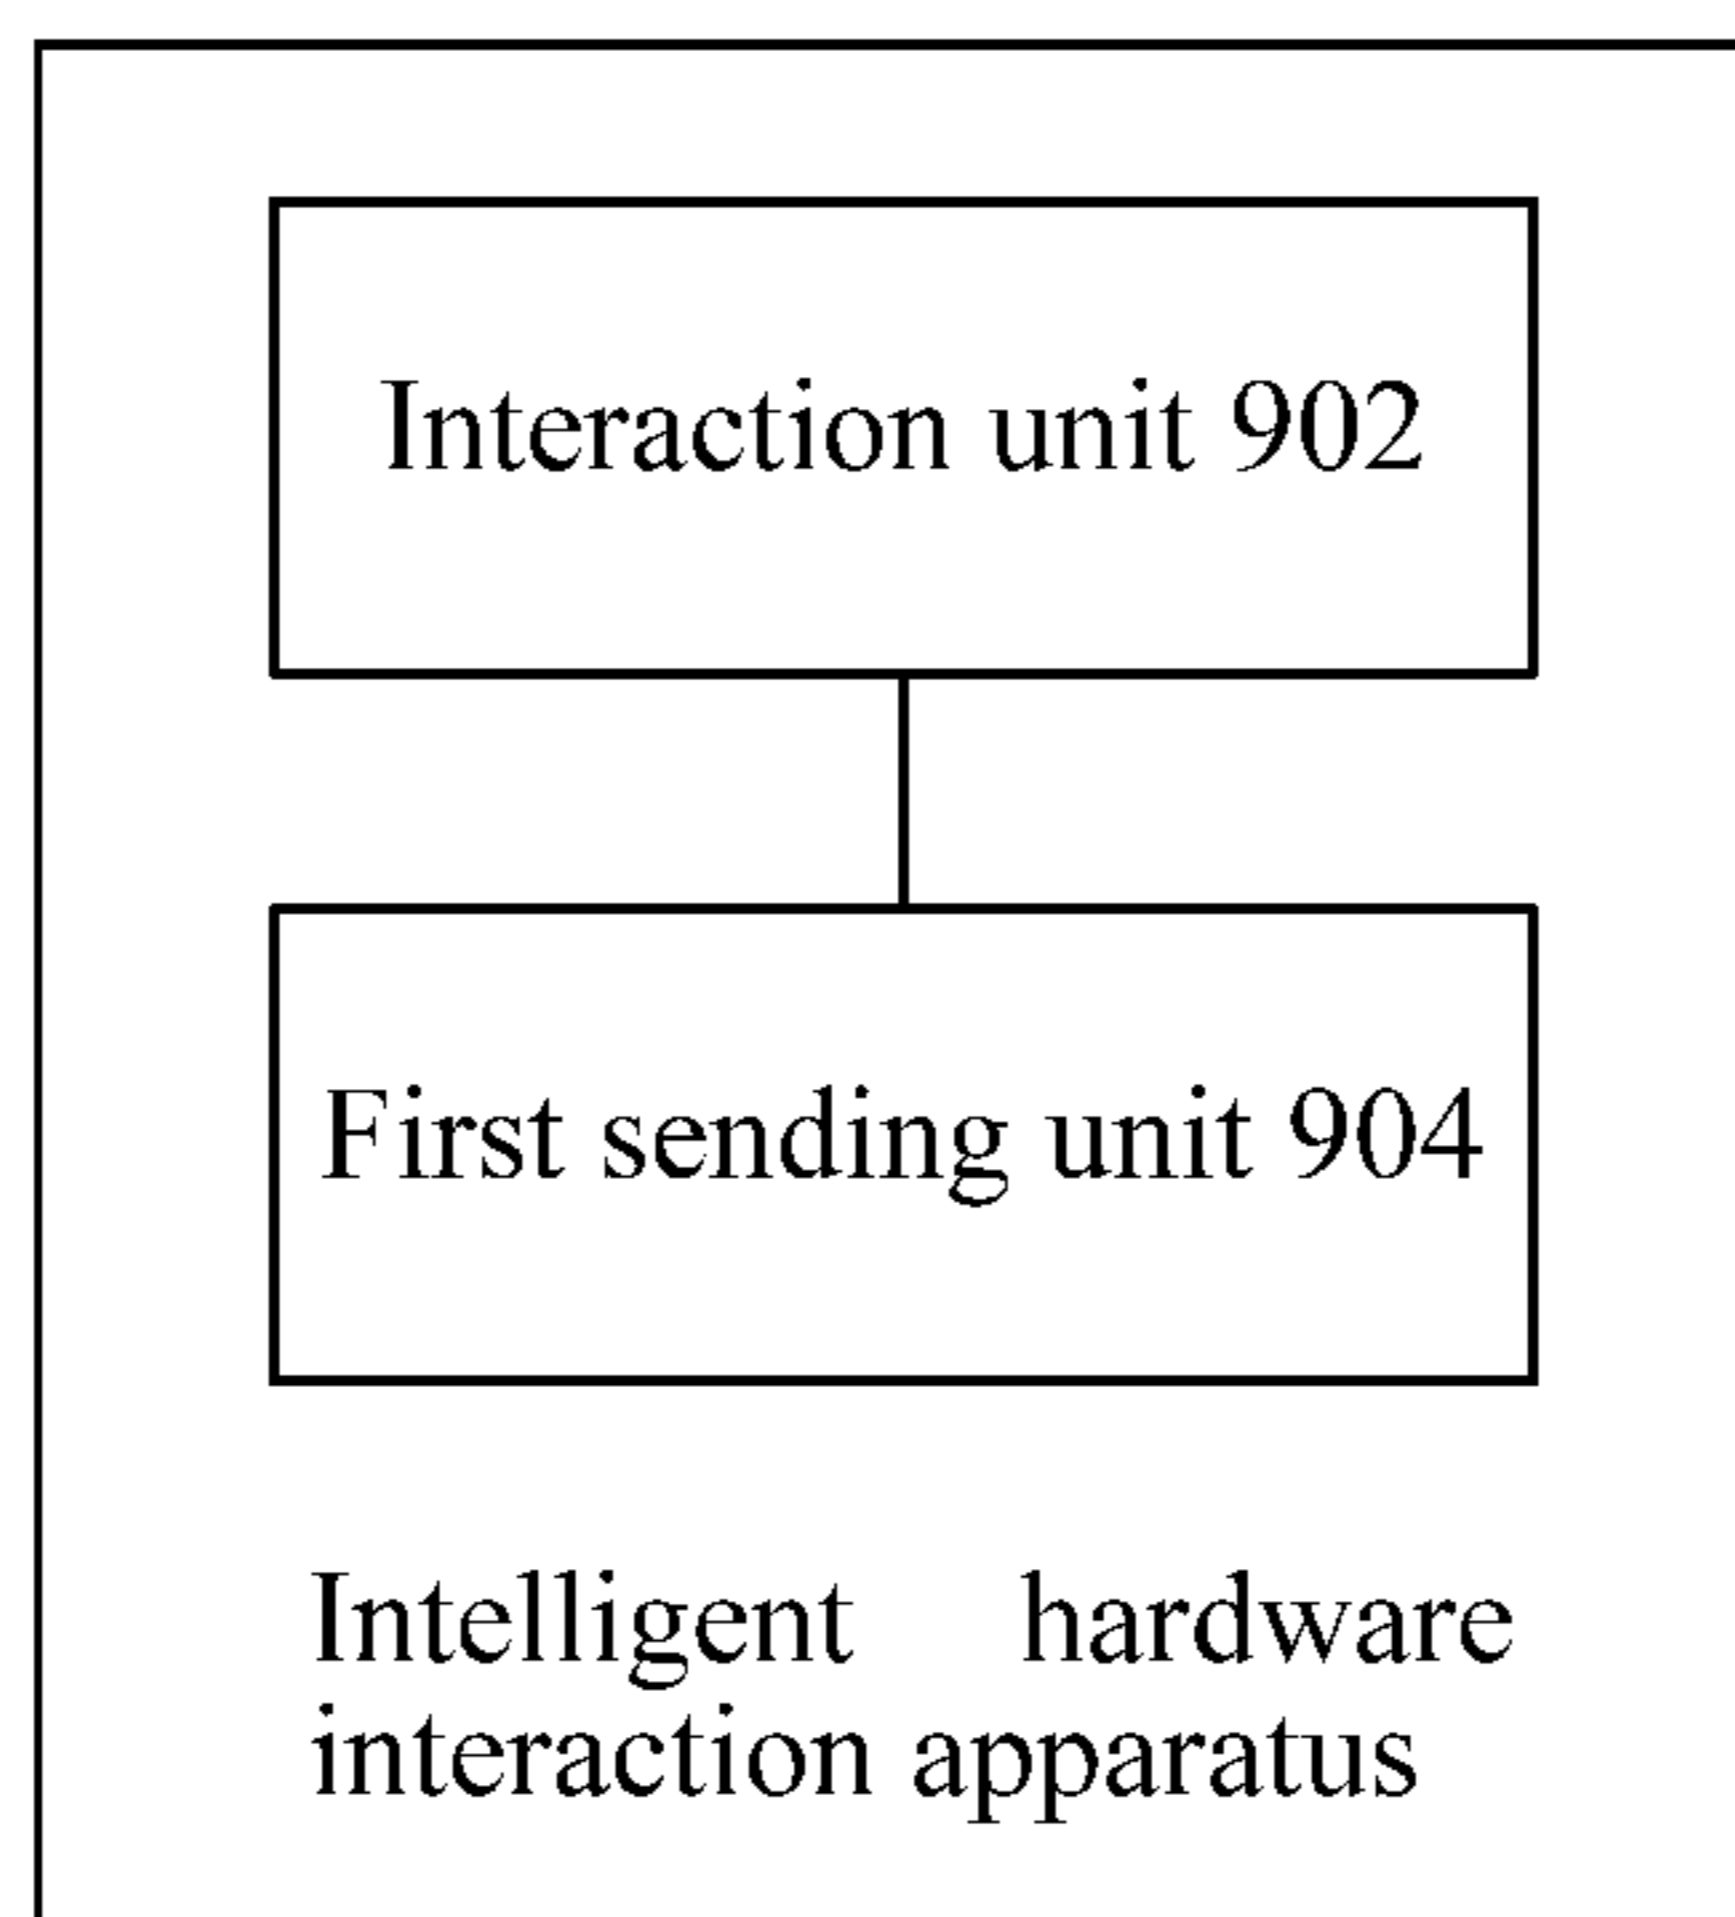 Interaction unit 902
First sending unit 904
Intelligent hardware
interaction apparatus